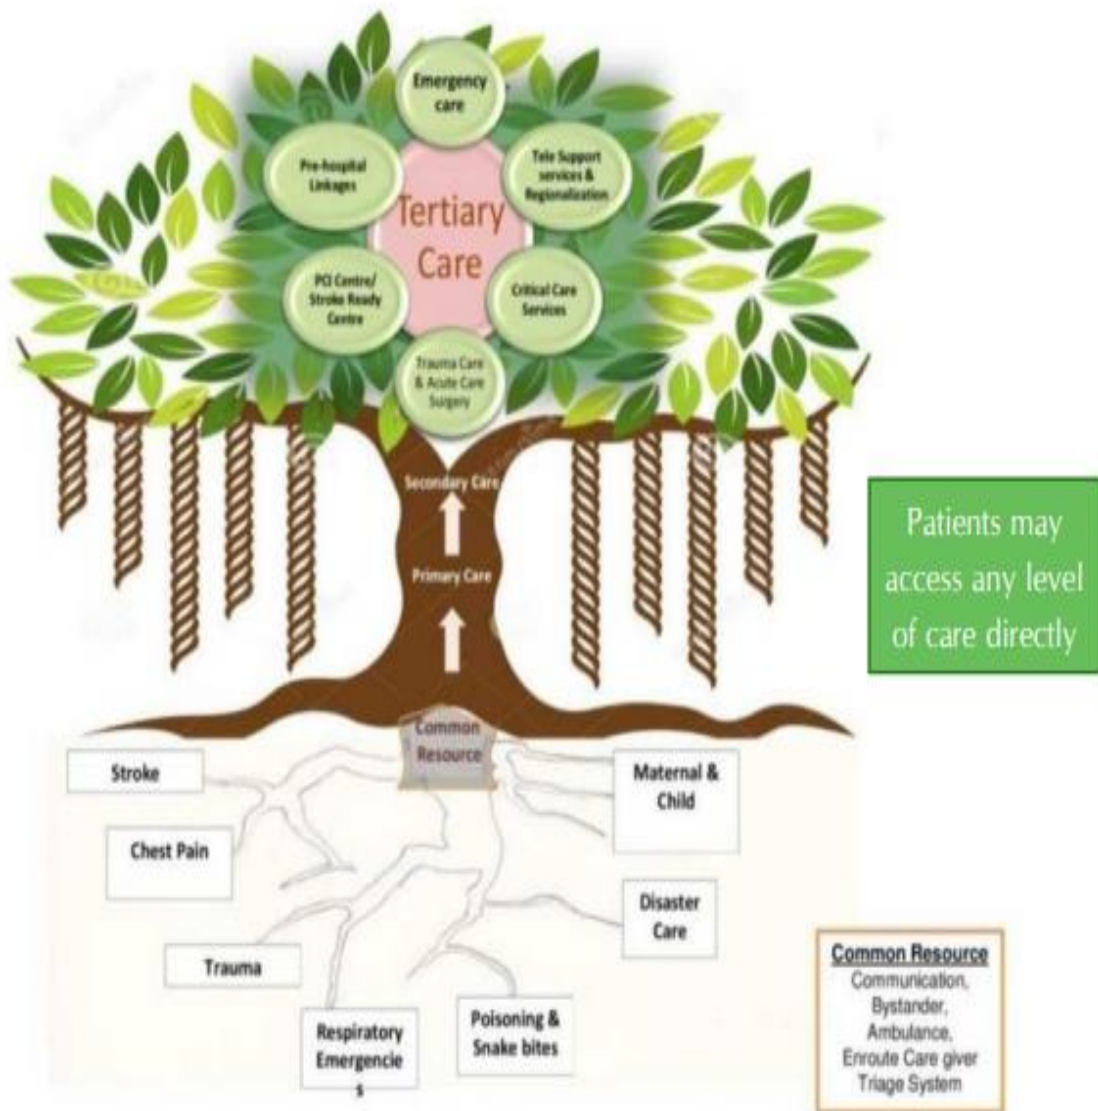 Emergency
care
Pre-hospital
Linkages
Tele Support
services &
Regionalization
Tertiary
Care
PCI Centre/
Stroke Ready
Centre
Critical Care
Services
Trauma Care
& Acute Care
Surgery
Secondary Care
Primary Care
Patients may
access any level
of care directly
Common
Resource
Stroke
Maternal &
Child
Chest Pain
Disaster
Care
Trauma
Respiratory
Emergencie
s
Poisoning &
Snake bites
Common Resource
Communication,
Bystander,
Ambulance,
Enroute Care giver
Triage System